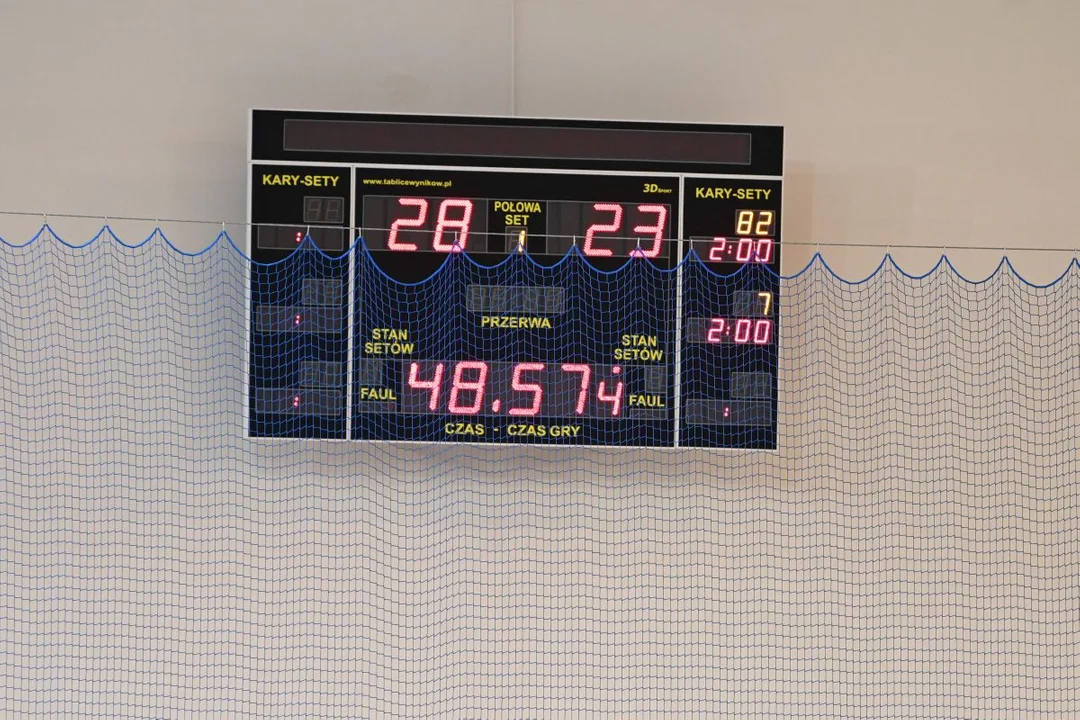 KARY-SETY
www.tablicewynikow.pl
3D SPORT
KARY-SETY
28
POŁOWA
SET
1
23
82
2:00
:
7
2:00
:
PRZERWA
STAN
SETÓW
STAN
SETÓW
FAUL
48.574
FAUL
:
:
CZAS - CZAS GRY